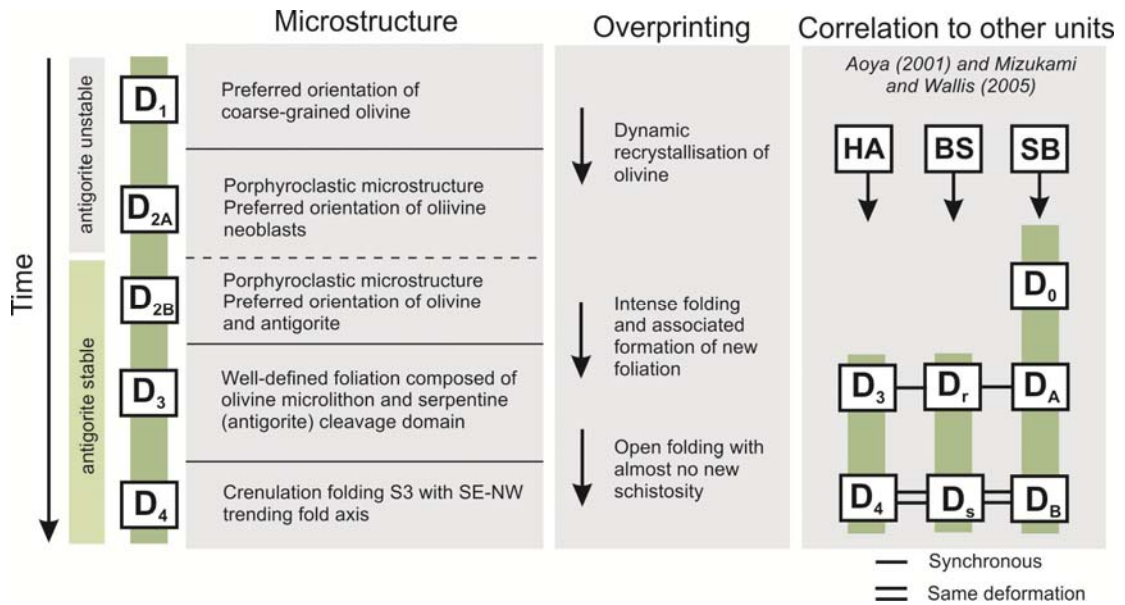 Microstructure
Overprinting
Correlation to other units
Time
antigorite unstable
antigorite stable
D1
D2A
D2B
D3
D4
Preferred orientation of
coarse-grained olivine
Porphyroclastic microstructure
Preferred orientation of oliivine
neoblasts
Porphyroclastic microstructure
Preferred orientation of olivine
and antigorite
Well-defined foliation composed of
olivine microlithon and serpentine
(antigorite) cleavage domain
Crenulation folding S3 with SE-NW
trending fold axis
Dynamic
recrystallisation of
olivine
Intense folding
and associated
formation of new
foliation
Open folding with
almost no new
schistosity
Aoya (2001) and Mizukami
and Wallis (2005)
HA BS SB
D0
D3 Dr DA
D4 Ds DB
Synchronous
Same deformation